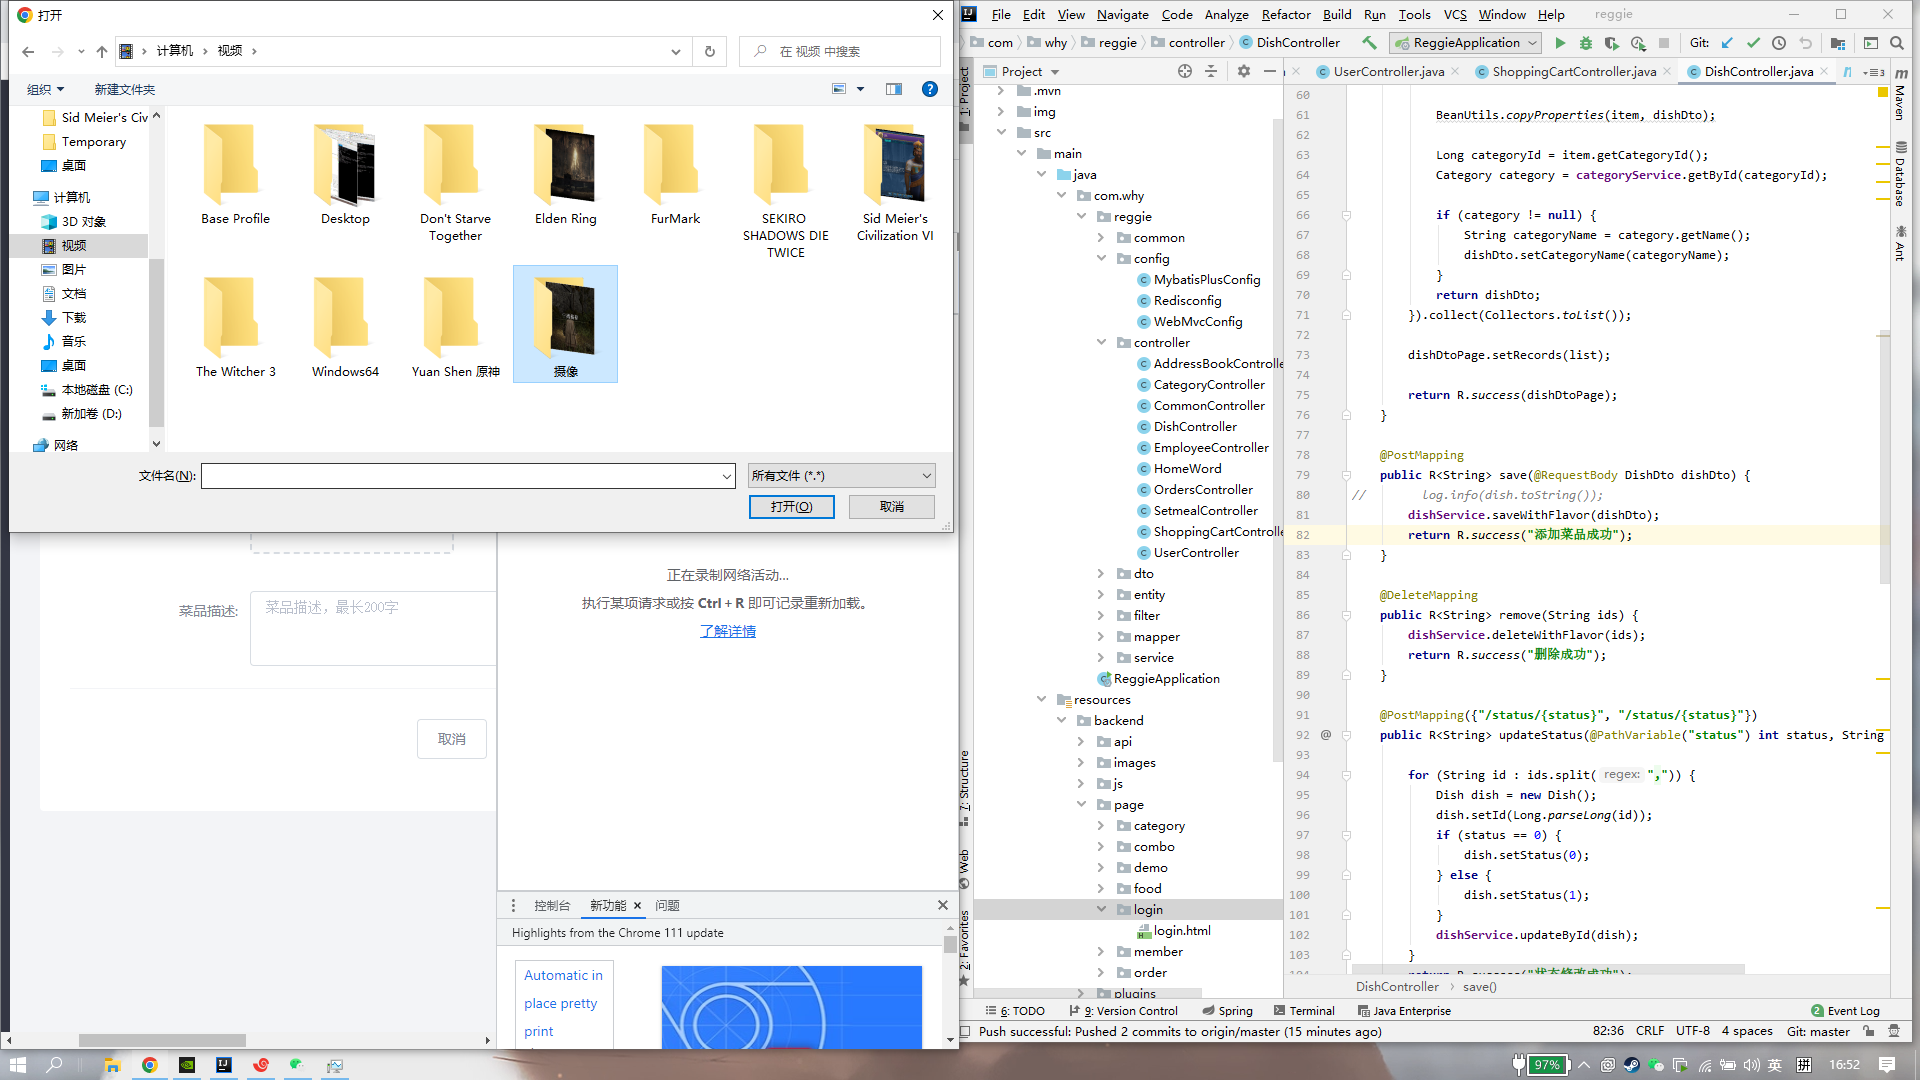 打开
计算机 视频
在 视频 中搜索
组织 新建文件夹
Sid Meier's Civ
Temporary
桌面
计算机
3D 对象
视频
图片
文档
下载
音乐
桌面
本地磁盘 (C:)
新加卷 (D:)
网络
Base Profile
Desktop
Don't Starve Together
Elden Ring
FurMark
SEKIRO SHADOWS DIE TWICE
Sid Meier's Civilization VI
The Witcher 3
Windows64
Yuan Shen 原神
摄像
文件名(N):
所有文件 (*.*)
打开(O) 取消
菜品描述:
菜品描述，最长200字
取消
正在录制网络活动...
执行某项请求或按 Ctrl + R 即可记录重新加载。
了解详情
控制台 新功能 问题
Highlights from the Chrome 111 update
Automatic in
place pretty
print
File Edit View Navigate Code Analyze Refactor Build Run Tools VCS Window Help reggie
com why reggie controller DishController ReggieApplication Git:
1: Project
Project
UserController.java ShoppingCartController.java DishController.java
.mvn
img
src
main
java
com.why
reggie
common
config
MybatisPlusConfig
Redisconfig
WebMvcConfig
controller
AddressBookControlle
CategoryController
CommonController
DishController
EmployeeController
HomeWord
OrdersController
SetmealController
ShoppingCartControlle
UserController
dto
entity
filter
mapper
service
ReggieApplication
resources
backend
api
images
js
page
category
combo
demo
food
login
login.html
member
order
plugins
7: Structure
Web
2: Favorites
60
61 BeanUtils.copyProperties(item, dishDto);
62
63 Long categoryId = item.getCategoryId();
64 Category category = categoryService.getById(categoryId);
65
66 if (category != null) {
67 String categoryName = category.getName();
68 dishDto.setCategoryName(categoryName);
69 }
70 return dishDto;
71 }).collect(Collectors.toList());
72
73 dishDtoPage.setRecords(list);
74
75 return R.success(dishDtoPage);
76 }
77
78 @PostMapping
79 public R<String> save(@RequestBody DishDto dishDto) {
80 // log.info(dish.toString());
81 dishService.saveWithFlavor(dishDto);
82 return R.success("添加菜品成功");
83 }
84
85 @DeleteMapping
86 public R<String> remove(String ids) {
87 dishService.deleteWithFlavor(ids);
88 return R.success("删除成功");
89 }
90
91 @PostMapping({"/status/{status}", "/status/{status}"})
92 @ public R<String> updateStatus(@PathVariable("status") int status, String
93
94 for (String id : ids.split( regex: ",")) {
95 Dish dish = new Dish();
96 dish.setId(Long.parseLong(id));
97 if (status == 0) {
98 dish.setStatus(0);
99 } else {
100 dish.setStatus(1);
101 }
102 dishService.updateById(dish);
103 }
104 return R.success("状态修改成功");
DishController save()
Maven
Database
Ant
6: TODO 9: Version Control Spring Terminal Java Enterprise 2 Event Log
Push successful: Pushed 2 commits to origin/master (15 minutes ago) 82:36 CRLF UTF-8 4 spaces Git: master
97% 英 拼 16:52